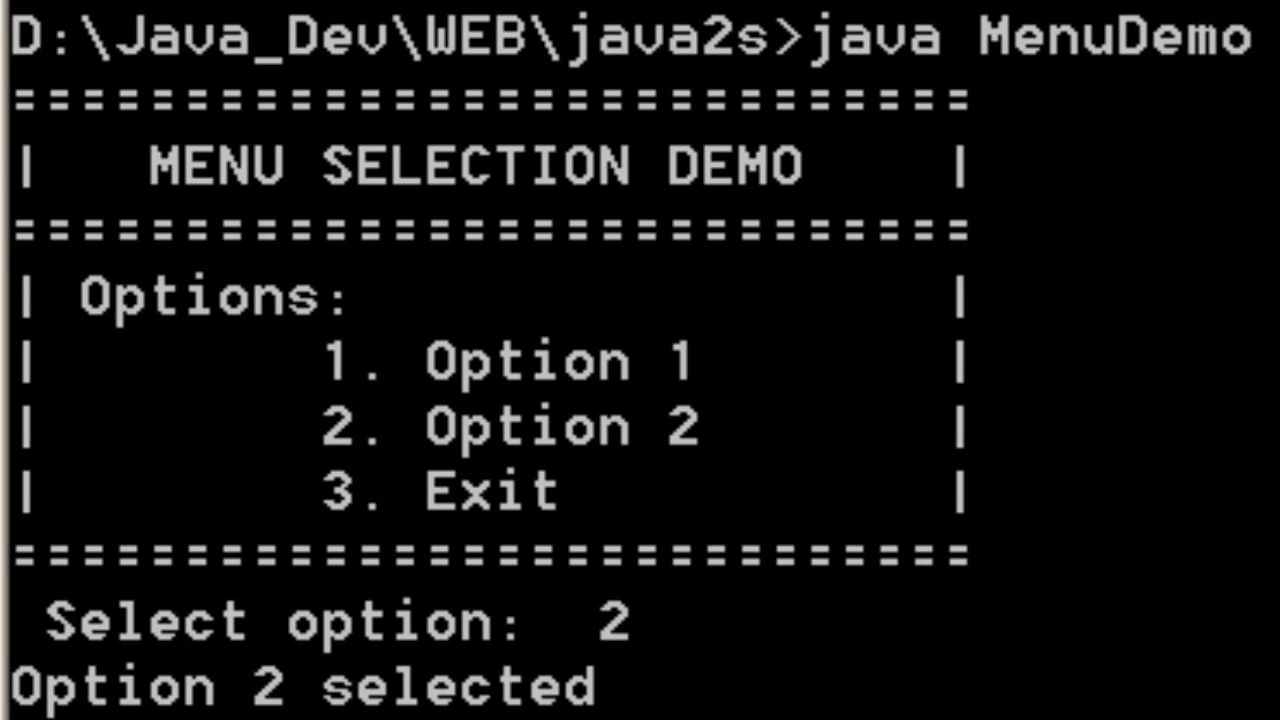 D:\Java_Dev\WEB\java2s>java MenuDemo
============================
|   MENU SELECTION DEMO    |
============================
| Options:                 |
|        1. Option 1       |
|        2. Option 2       |
|        3. Exit           |
============================
 Select option:  2
Option 2 selected